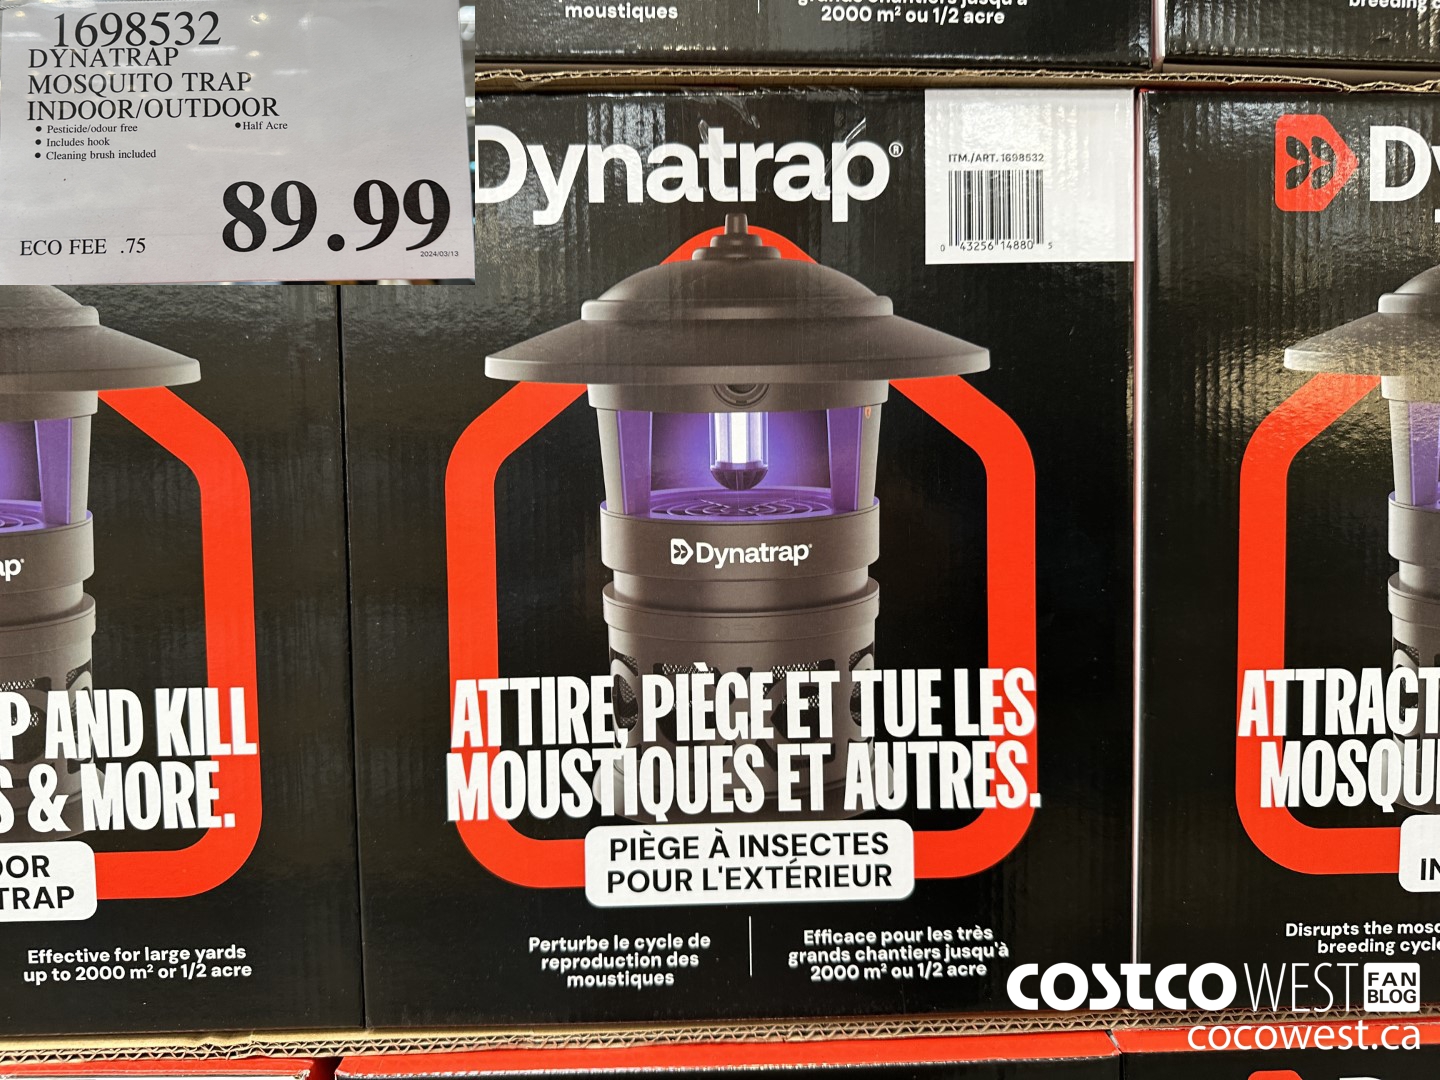 1698532
DYNATRAP
MOSQUITO TRAP
INDOOR/OUTDOOR
• Pesticide/odour free
• Half Acre
• Includes hook
• Cleaning brush included
89.99
ECO FEE .75
2024/03/13
moustiques
2000 m² ou 1/2 acre
Dynatrap®
ITM./ART. 1698532
0 43256 14880 5
Dynatrap
ATTIRE, PIÈGE ET TUE LES
MOUSTIQUES ET AUTRES.
PIÈGE À INSECTES
POUR L'EXTÉRIEUR
Perturbe le cycle de
reproduction des
moustiques
Efficace pour les très
grands chantiers jusqu'à
2000 m² ou 1/2 acre
AND KILL
& MORE.
TRAP
Effective for large yards
up to 2000 m² or 1/2 acre
Disrupts the
breeding
COSTCO WEST FAN BLOG
cocowest.ca